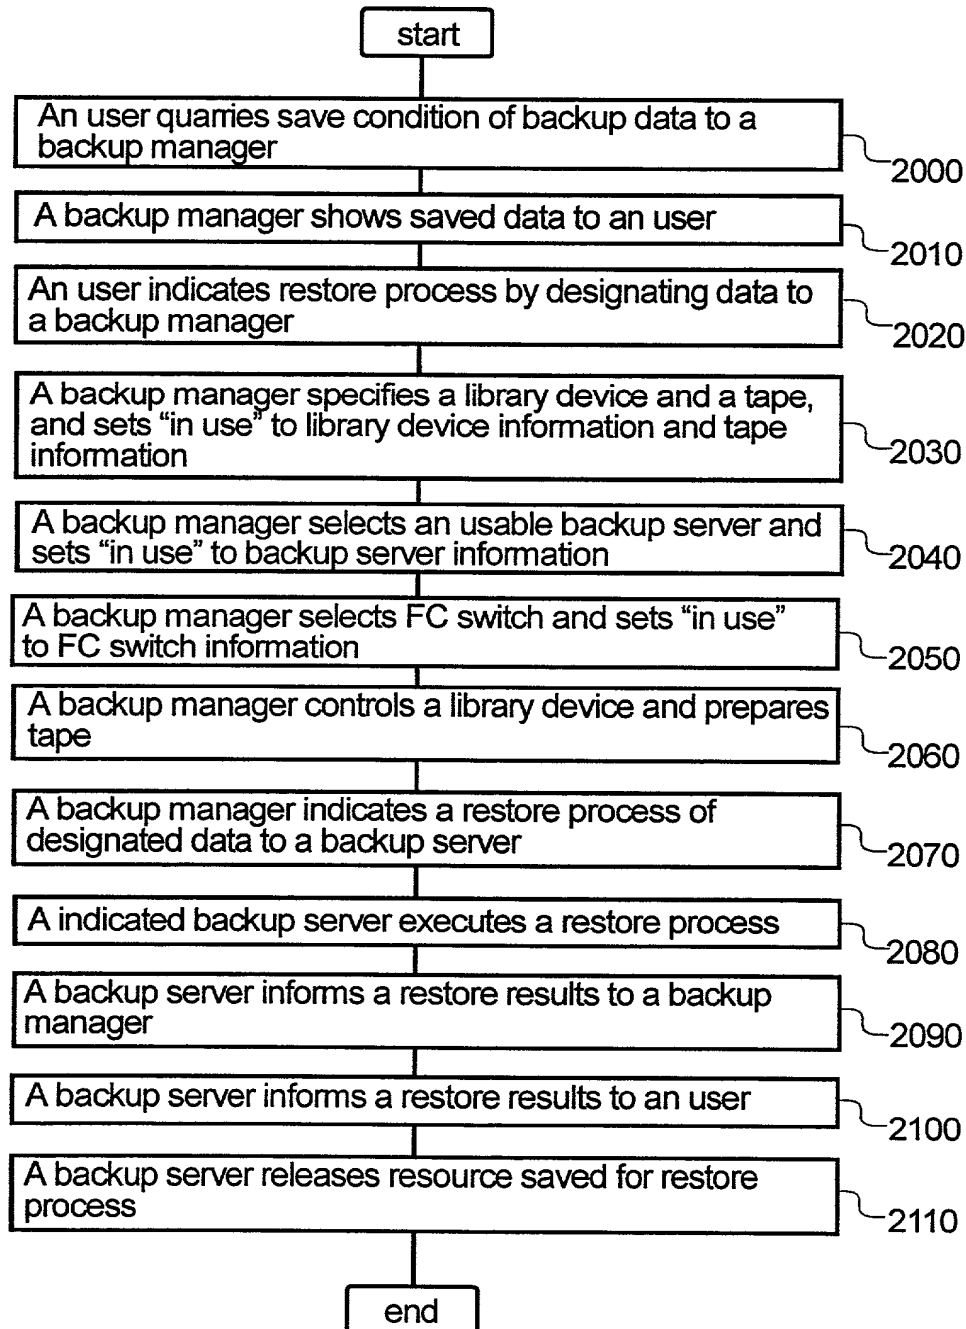 start
An user quarries save condition of backup data to a
backup manager
2000
A backup manager shows saved data to an user
2010
An user indicates restore process by designating data to
a backup manager
2020
A backup manager specifies a library device and a tape,
and sets “in use” to library device information and tape
information
2030
A backup manager selects an usable backup server and
sets “in use” to backup server information
2040
A backup manager selects FC switch and sets “in use”
to FC switch information
2050
A backup manager controls a library device and prepares
tape
2060
A backup manager indicates a restore process of
designated data to a backup server
2070
A indicated backup server executes a restore process
2080
A backup server informs a restore results to a backup
manager
2090
A backup server informs a restore results to an user
2100
A backup server releases resource saved for restore
process
2110
end